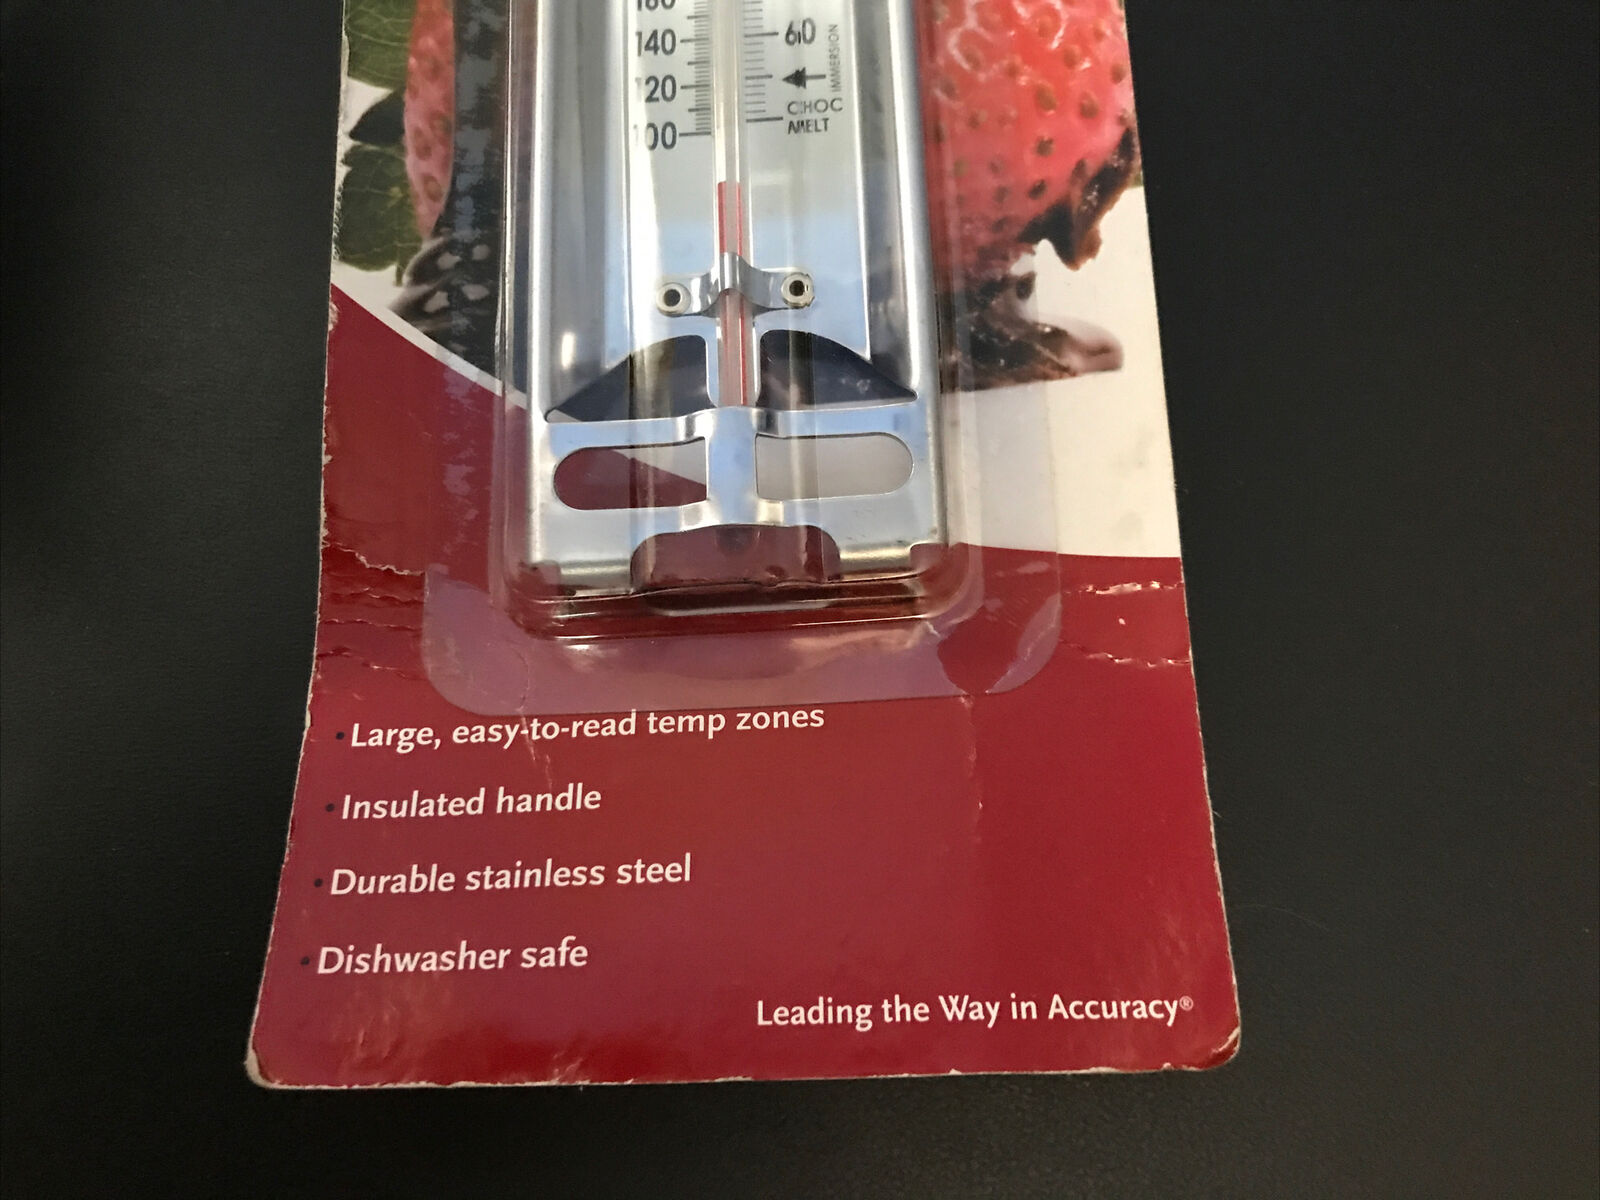 160
140
60
IMMERSION
120
CHOC
MELT
100
• Large, easy-to-read temp zones
• Insulated handle
• Durable stainless steel
• Dishwasher safe
Leading the Way in Accuracy®